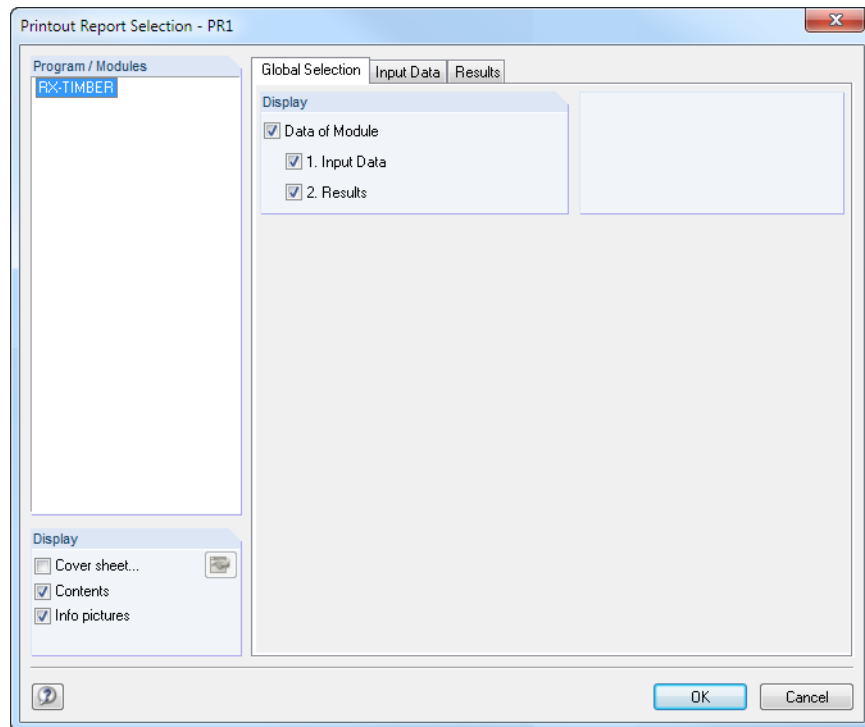 Printout Report Selection - PR1
Program / Modules
RX-TIMBER
Global Selection
Input Data
Results
Display
Data of Module
1. Input Data
2. Results
Display
Cover sheet...
Contents
Info pictures
OK
Cancel